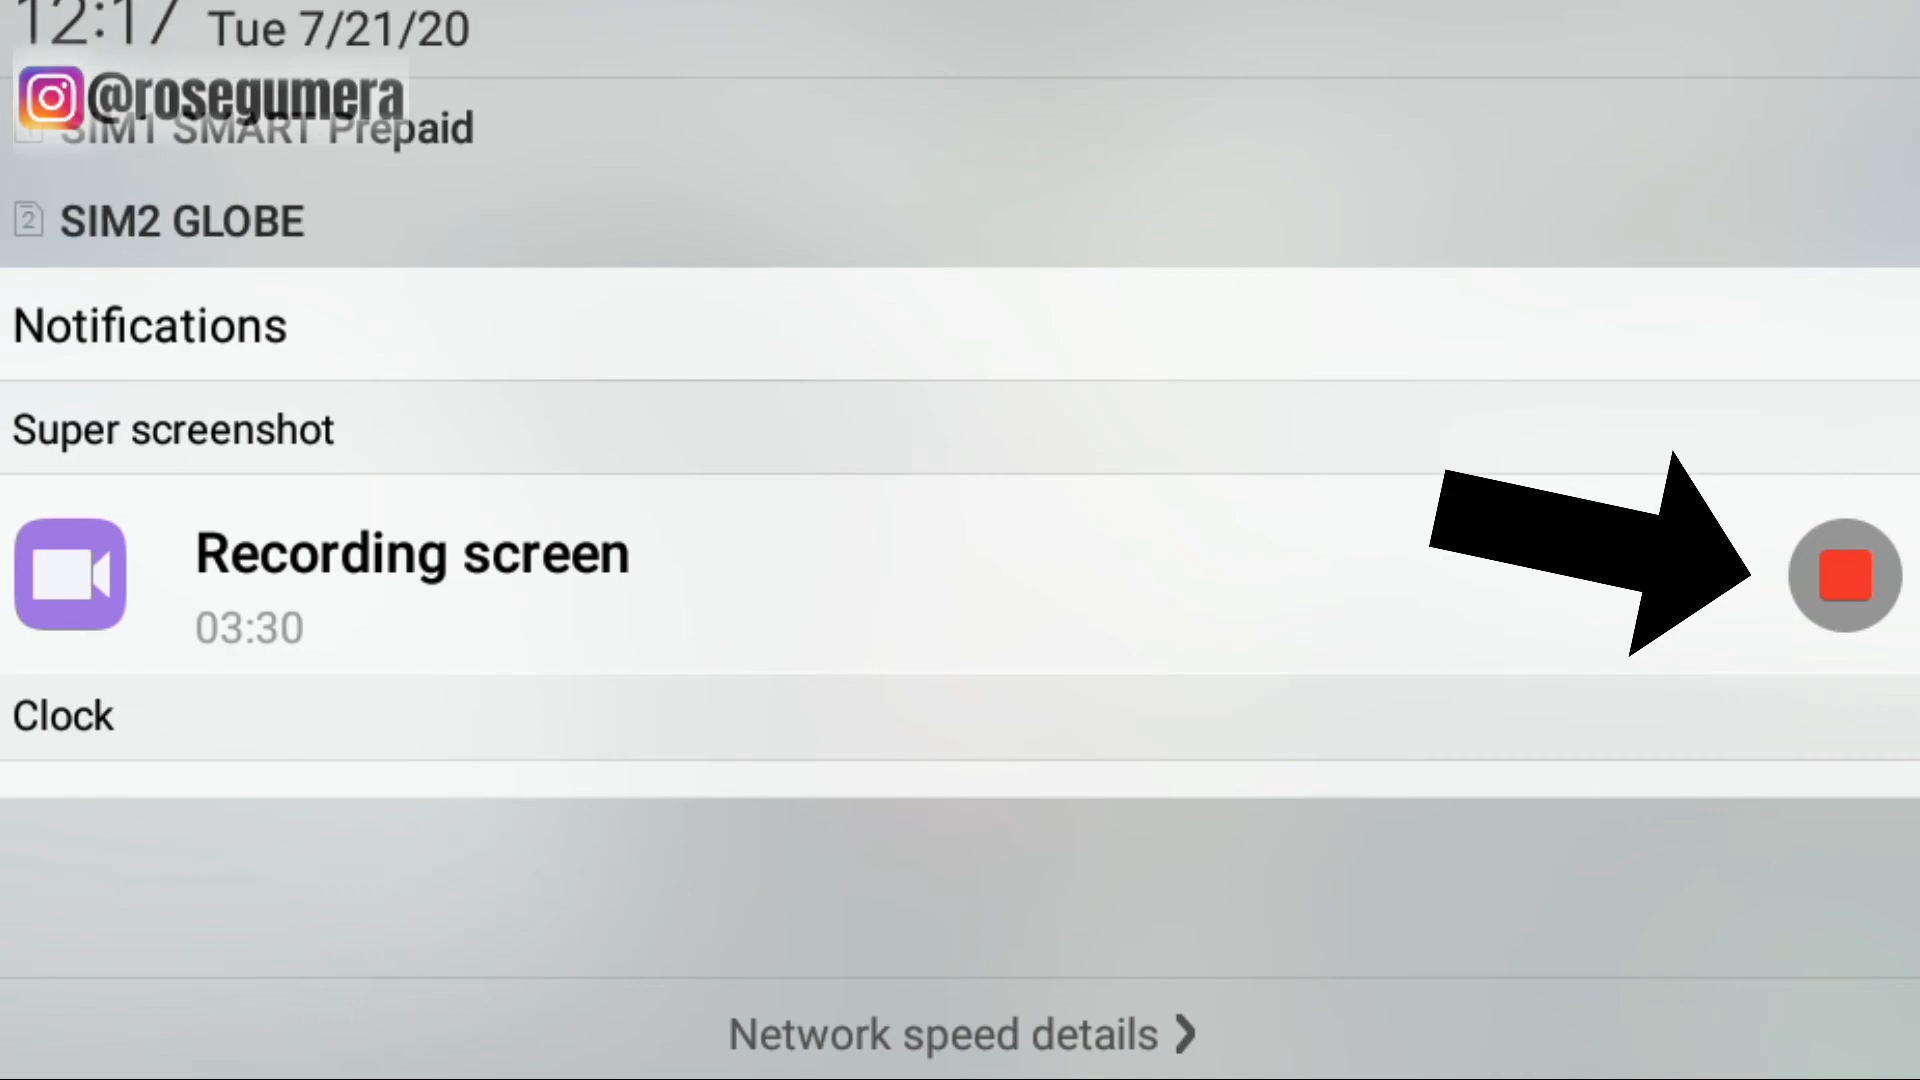 12:17 Tue 7/21/20
@rosegumera
SIM1 SMART Prepaid
2 SIM2 GLOBE
Notifications
Super screenshot
Recording screen
03:30
Clock
Network speed details